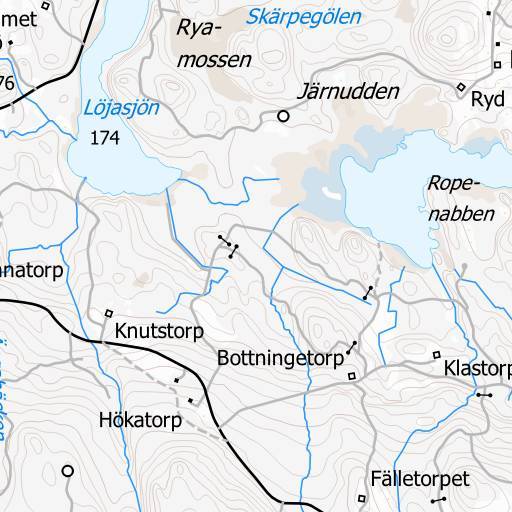 Skärpegölen
met
Rya-
mossen
76
Järnudden
Ryd
Löjasjön
174
Rope-
nabben
natorp
Knutstorp
Bottningetorp
Klastorp
Hökatorp
Fälletorpet